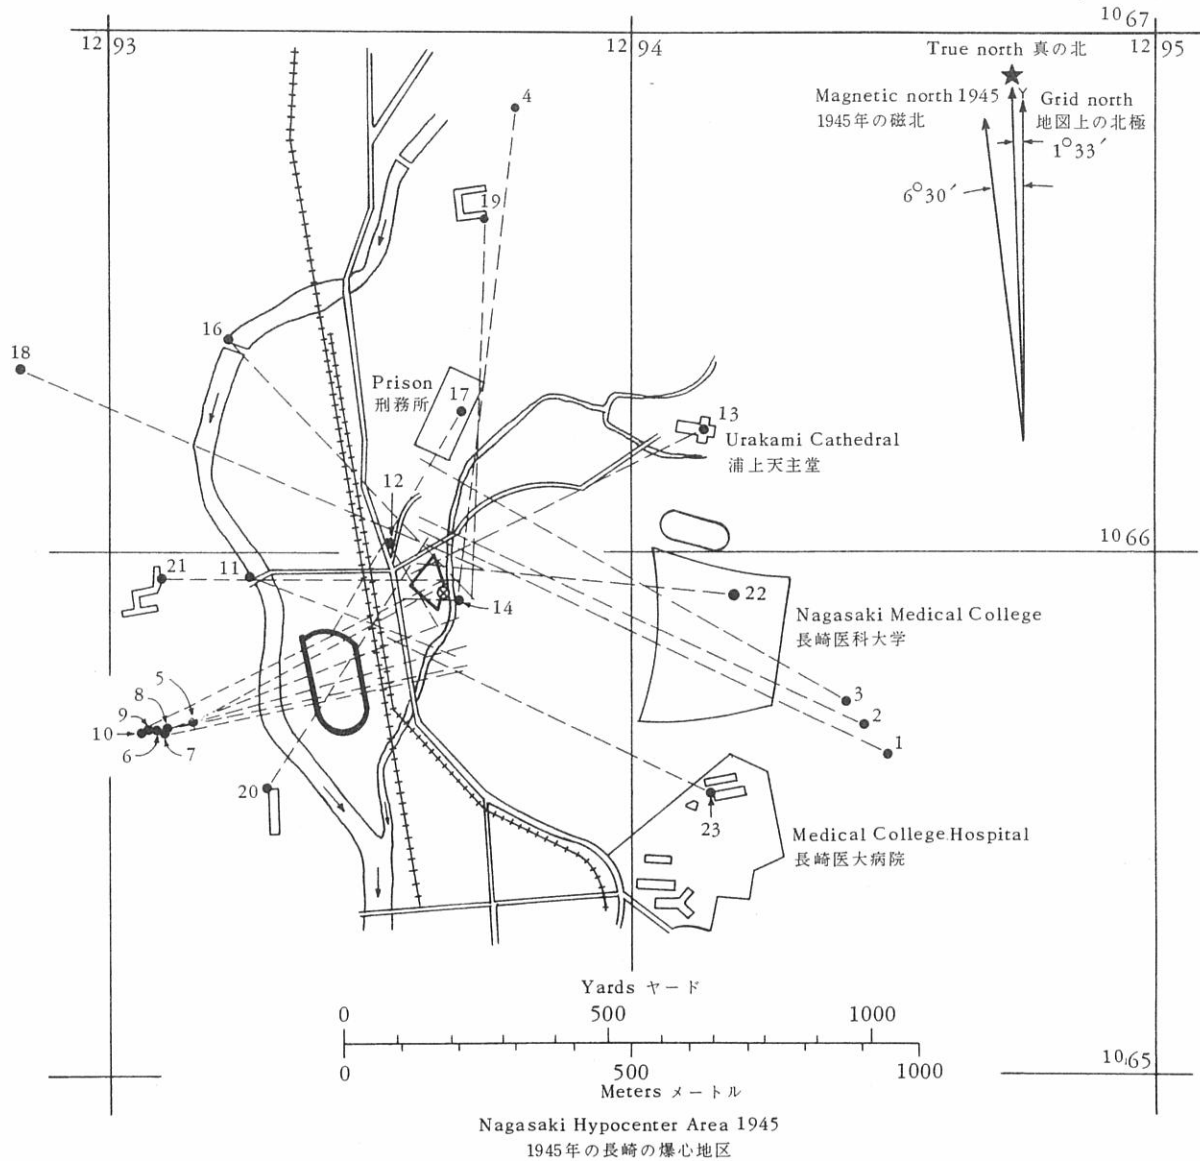 10 67
12 93
12 94
12 95
True north 真の北
Magnetic north 1945
1945年の磁北
Y
Grid north
地図上の北極
1°33′
6°30′
4
19
16
18
Prison
刑務所
17
13
Urakami Cathedral
浦上天主堂
12
10 66
21
11
22
14
Nagasaki Medical College
長崎医科大学
5
8
9
10
6
7
3
2
1
20
23
Medical College Hospital
長崎医大病院
Yards ヤード
0
500
1000
0
500
1000
10 65
Meters メートル
Nagasaki Hypocenter Area 1945
1945年の長崎の爆心地区